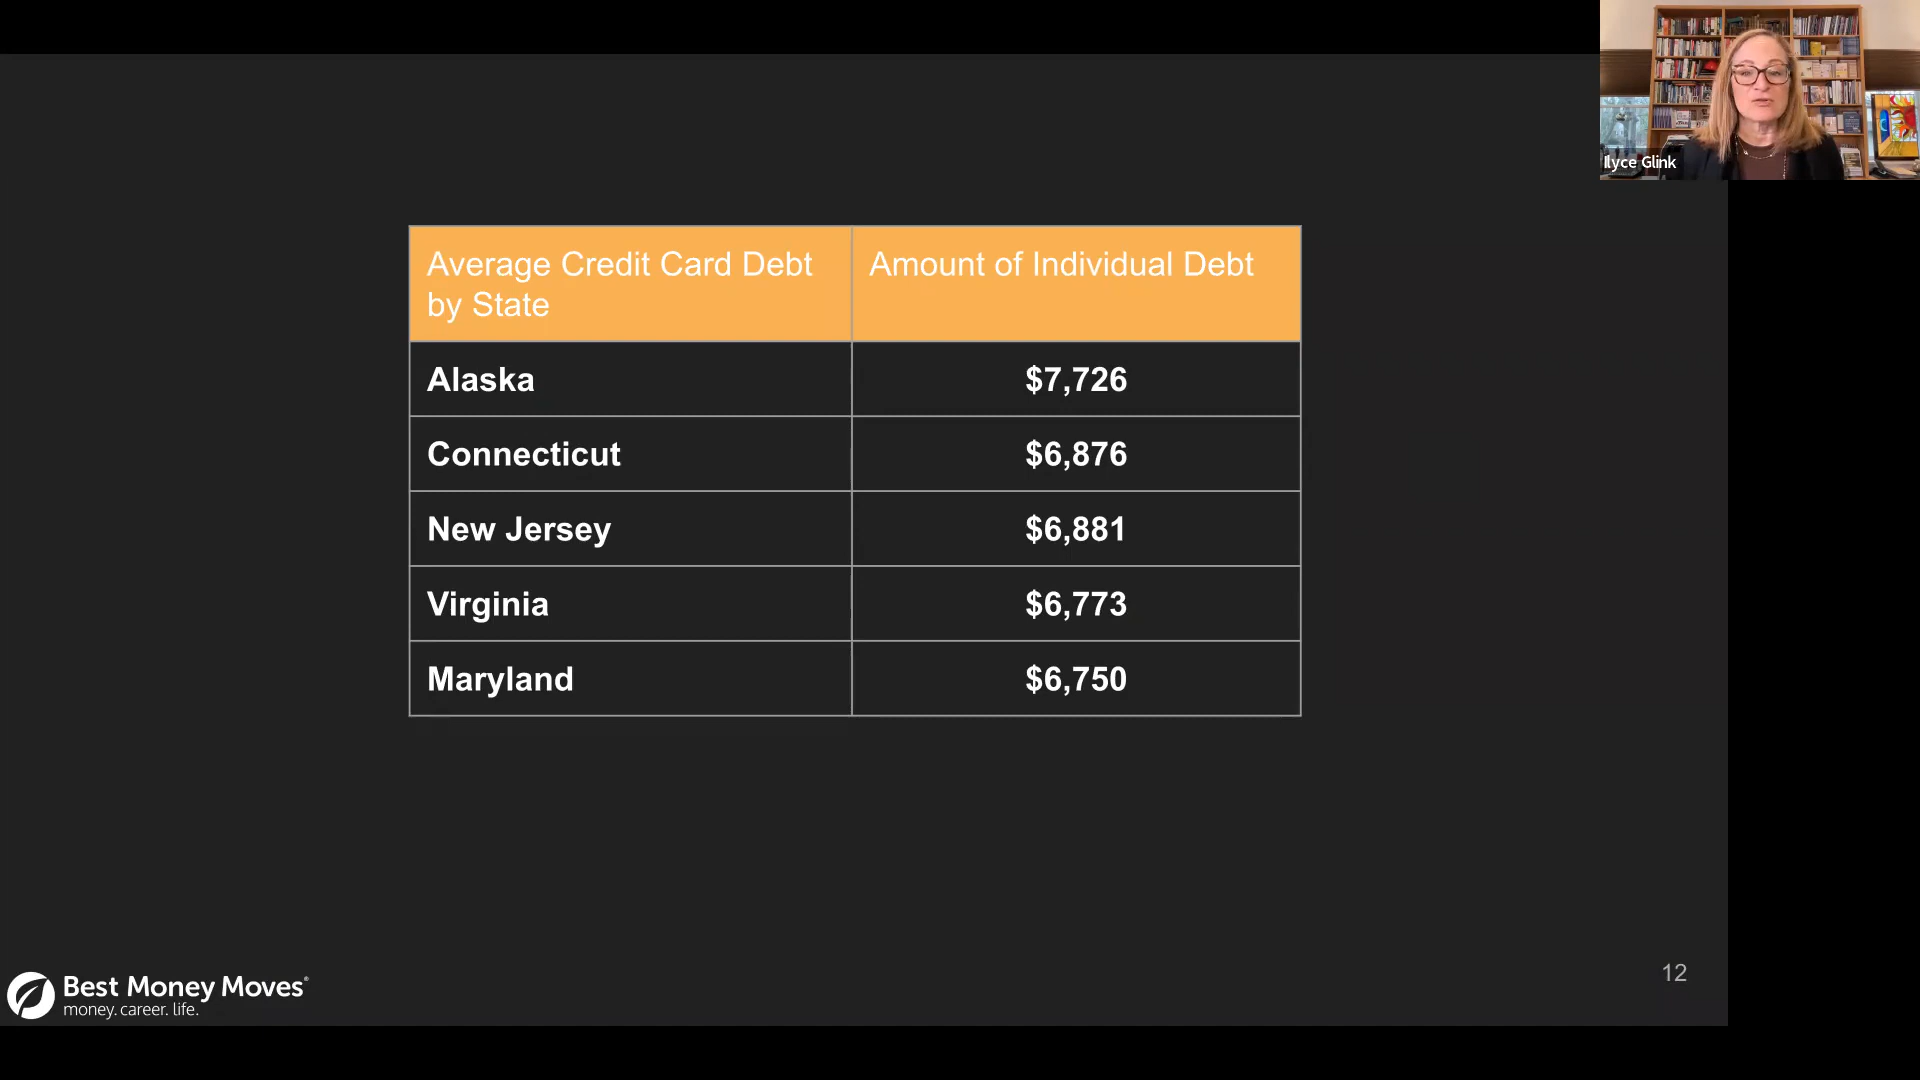 Ilyce Glink
Average Credit Card Debt
by State
Amount of Individual Debt
Alaska
$7,726
Connecticut
$6,876
New Jersey
$6,881
Virginia
$6,773
Maryland
$6,750
Best Money Moves®
money. career. life.
12